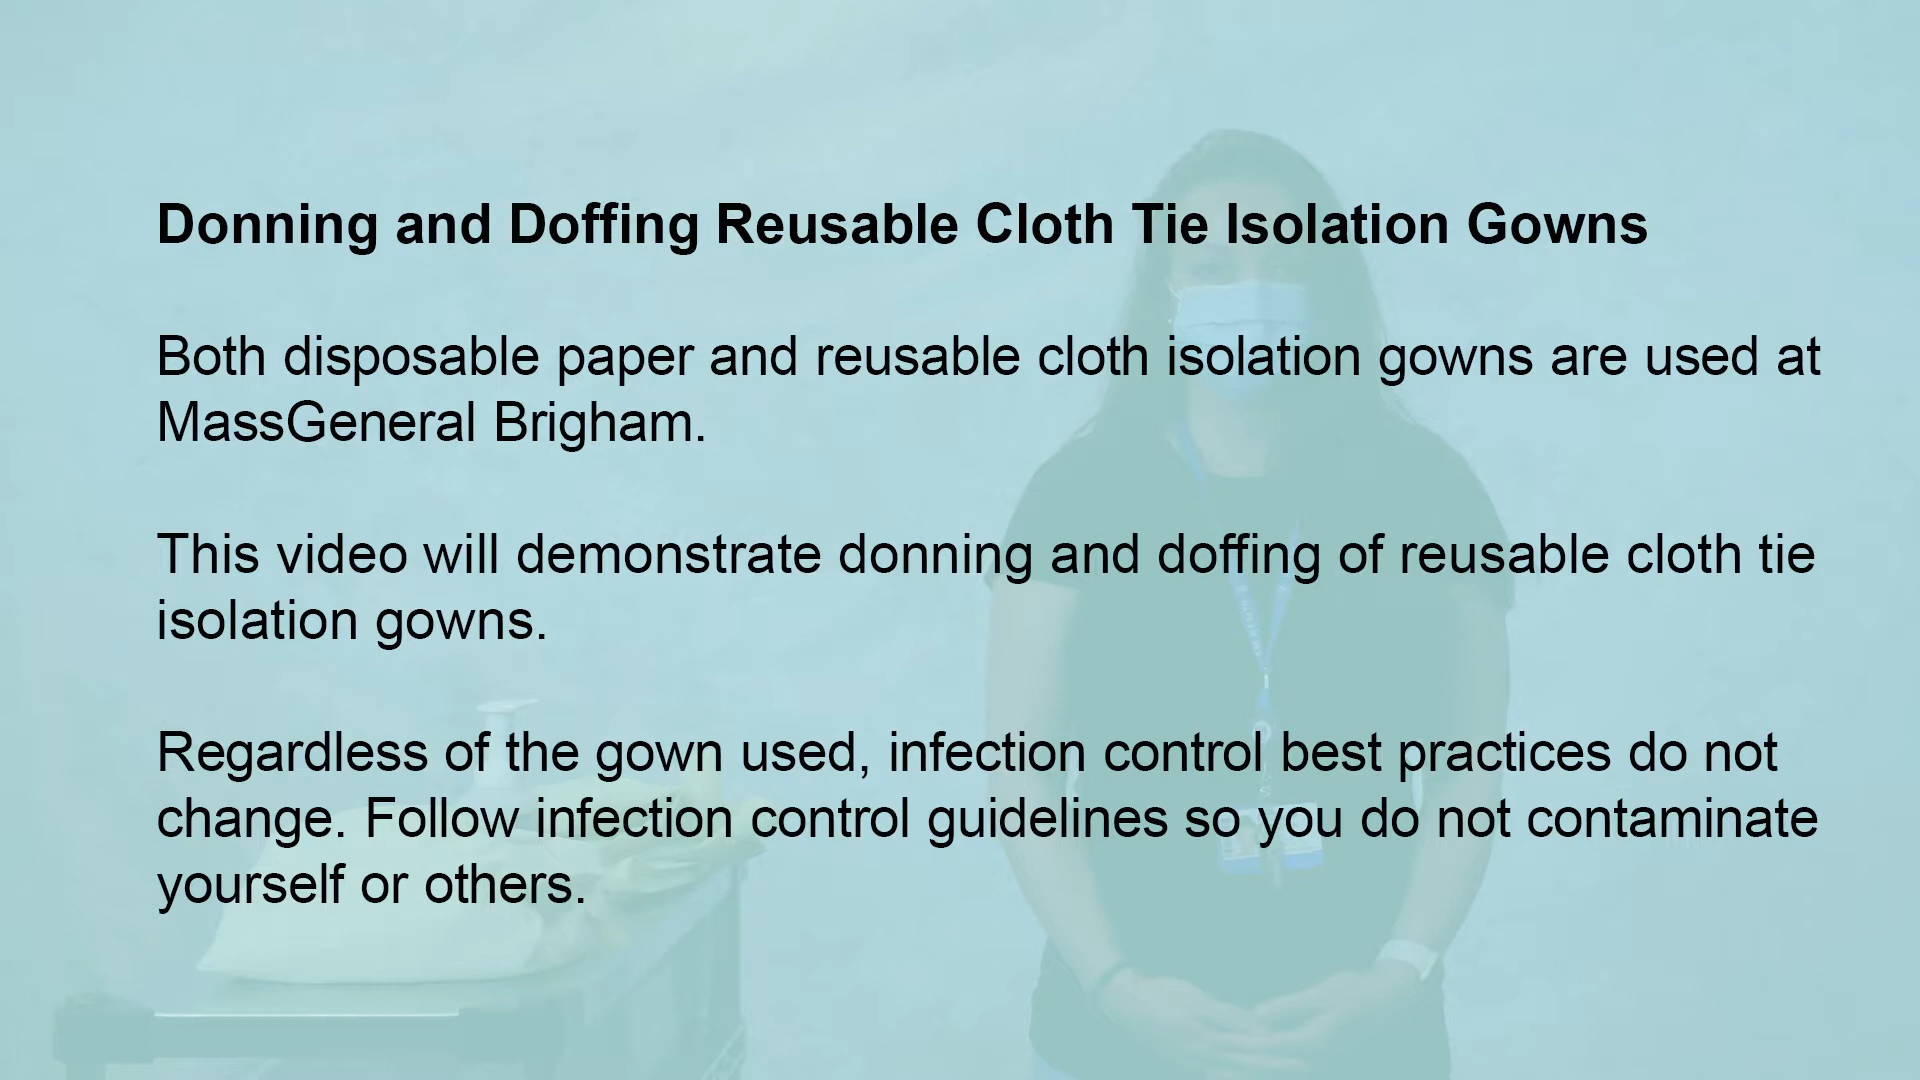 Donning and Doffing Reusable Cloth Tie Isolation Gowns
Both disposable paper and reusable cloth isolation gowns are used at
MassGeneral Brigham.
This video will demonstrate donning and doffing of reusable cloth tie
isolation gowns.
Regardless of the gown used, infection control best practices do not
change. Follow infection control guidelines so you do not contaminate
yourself or others.